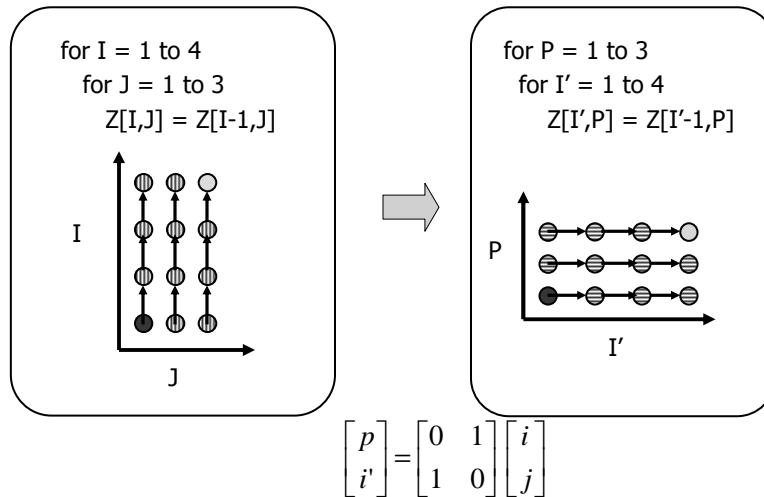 for I = 1 to 4
for J = 1 to 3
Z[I,J] = Z[I-1,J]
I
J
for P = 1 to 3
for I’ = 1 to 4
Z[I’,P] = Z[I’-1,P]
P
I’
[p i'] = [0 1 1 0] [i j]